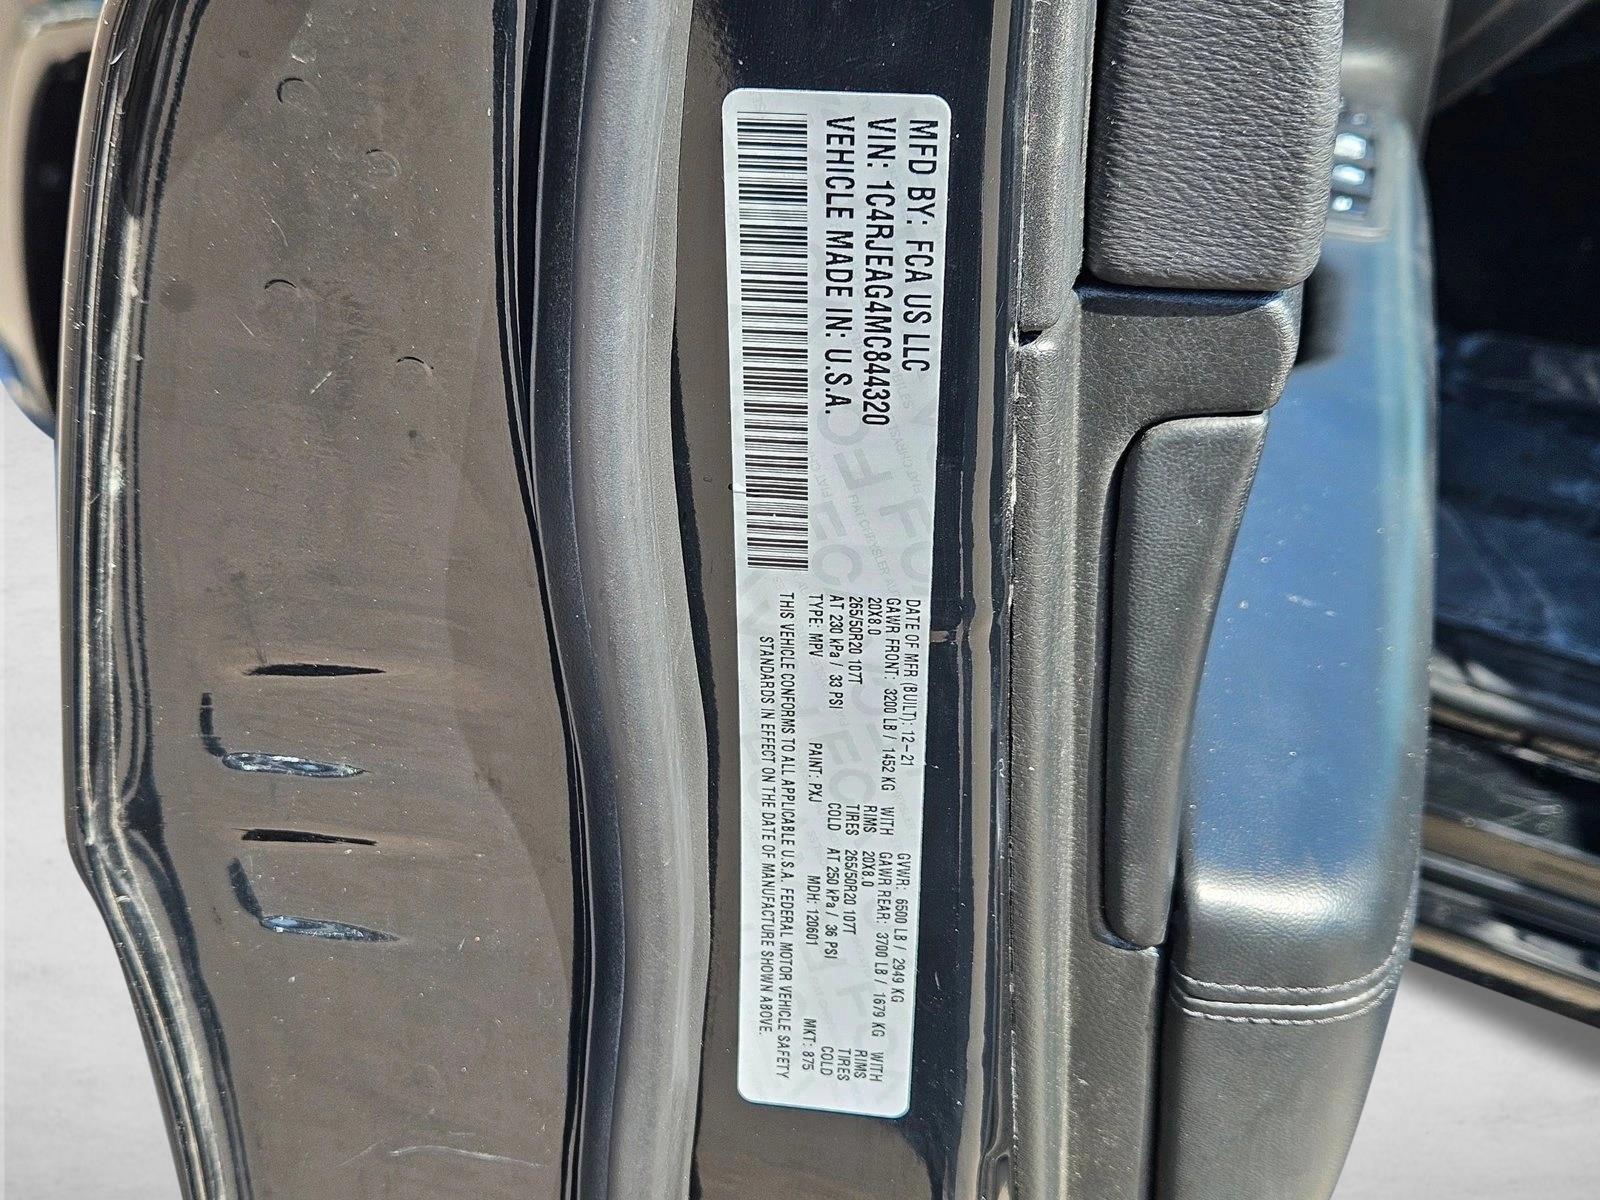 MFD BY: FCA US LLC
VIN: 1C4RJEAG4MC844320
VEHICLE MADE IN: U.S.A.
DATE OF MFR (BUILT): 12-21 GVWR: 6500 LB / 2949 KG
GAWR FRONT: 3200 LB / 1452 KG WITH GAWR REAR: 3700 LB / 1679 KG WITH
20X8.0 RIMS 20X8.0 RIMS
265/50R20 107T TIRES 265/50R20 107T TIRES
AT 230 kPa / 33 PSI COLD AT 250 kPa / 36 PSI COLD
TYPE: MPV PAINT: PXJ MDH: 120601 MKT: 875
THIS VEHICLE CONFORMS TO ALL APPLICABLE U.S.A. FEDERAL MOTOR VEHICLE SAFETY
STANDARDS IN EFFECT ON THE DATE OF MANUFACTURE SHOWN ABOVE.